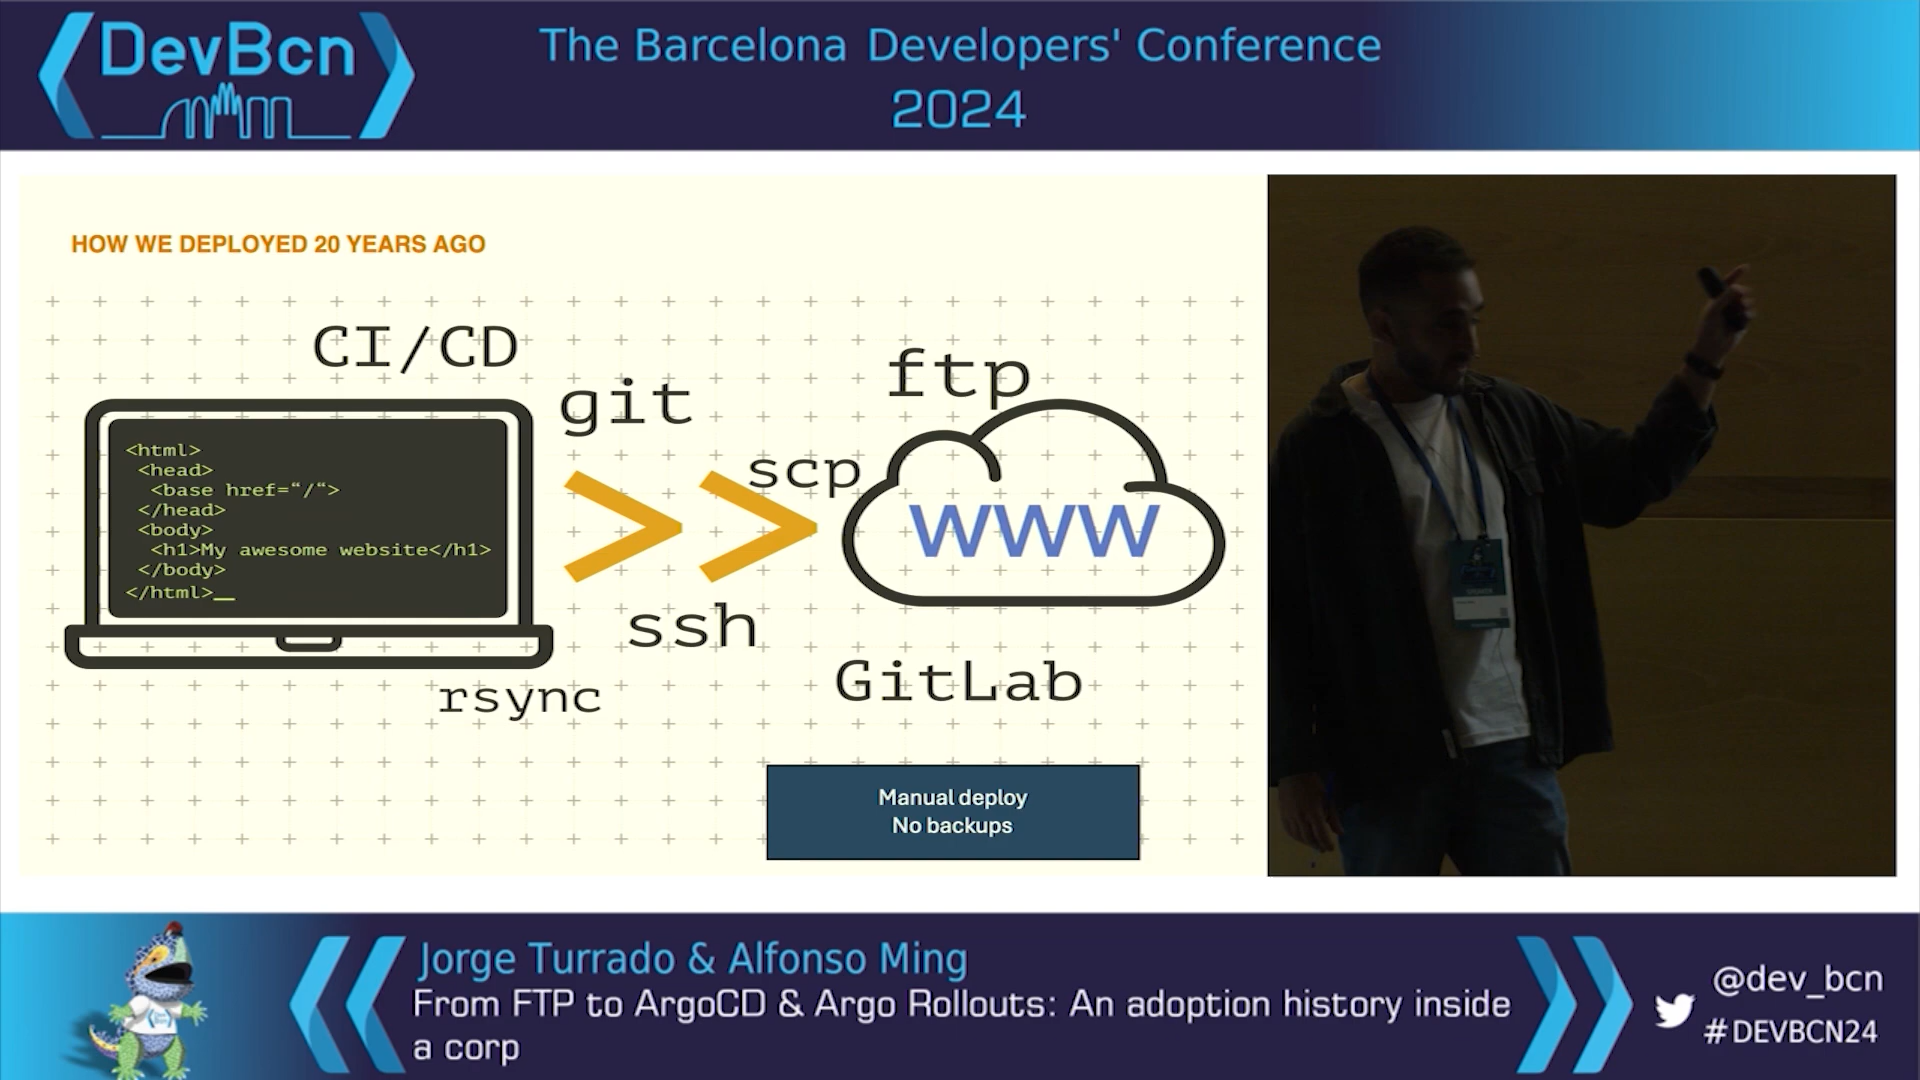 DevBcn
The Barcelona Developers' Conference
2024
HOW WE DEPLOYED 20 YEARS AGO
CI/CD
git
ftp
scp
<html>
<head>
<base href=“/“>
</head>
<body>
<h1>My awesome website</h1>
</body>
</html>_
www
ssh
rsync
GitLab
Manual deploy
No backups
Jorge Turrado & Alfonso Ming
From FTP to ArgoCD & Argo Rollouts: An adoption history inside
a corp
@dev_bcn
#DEVBCN24